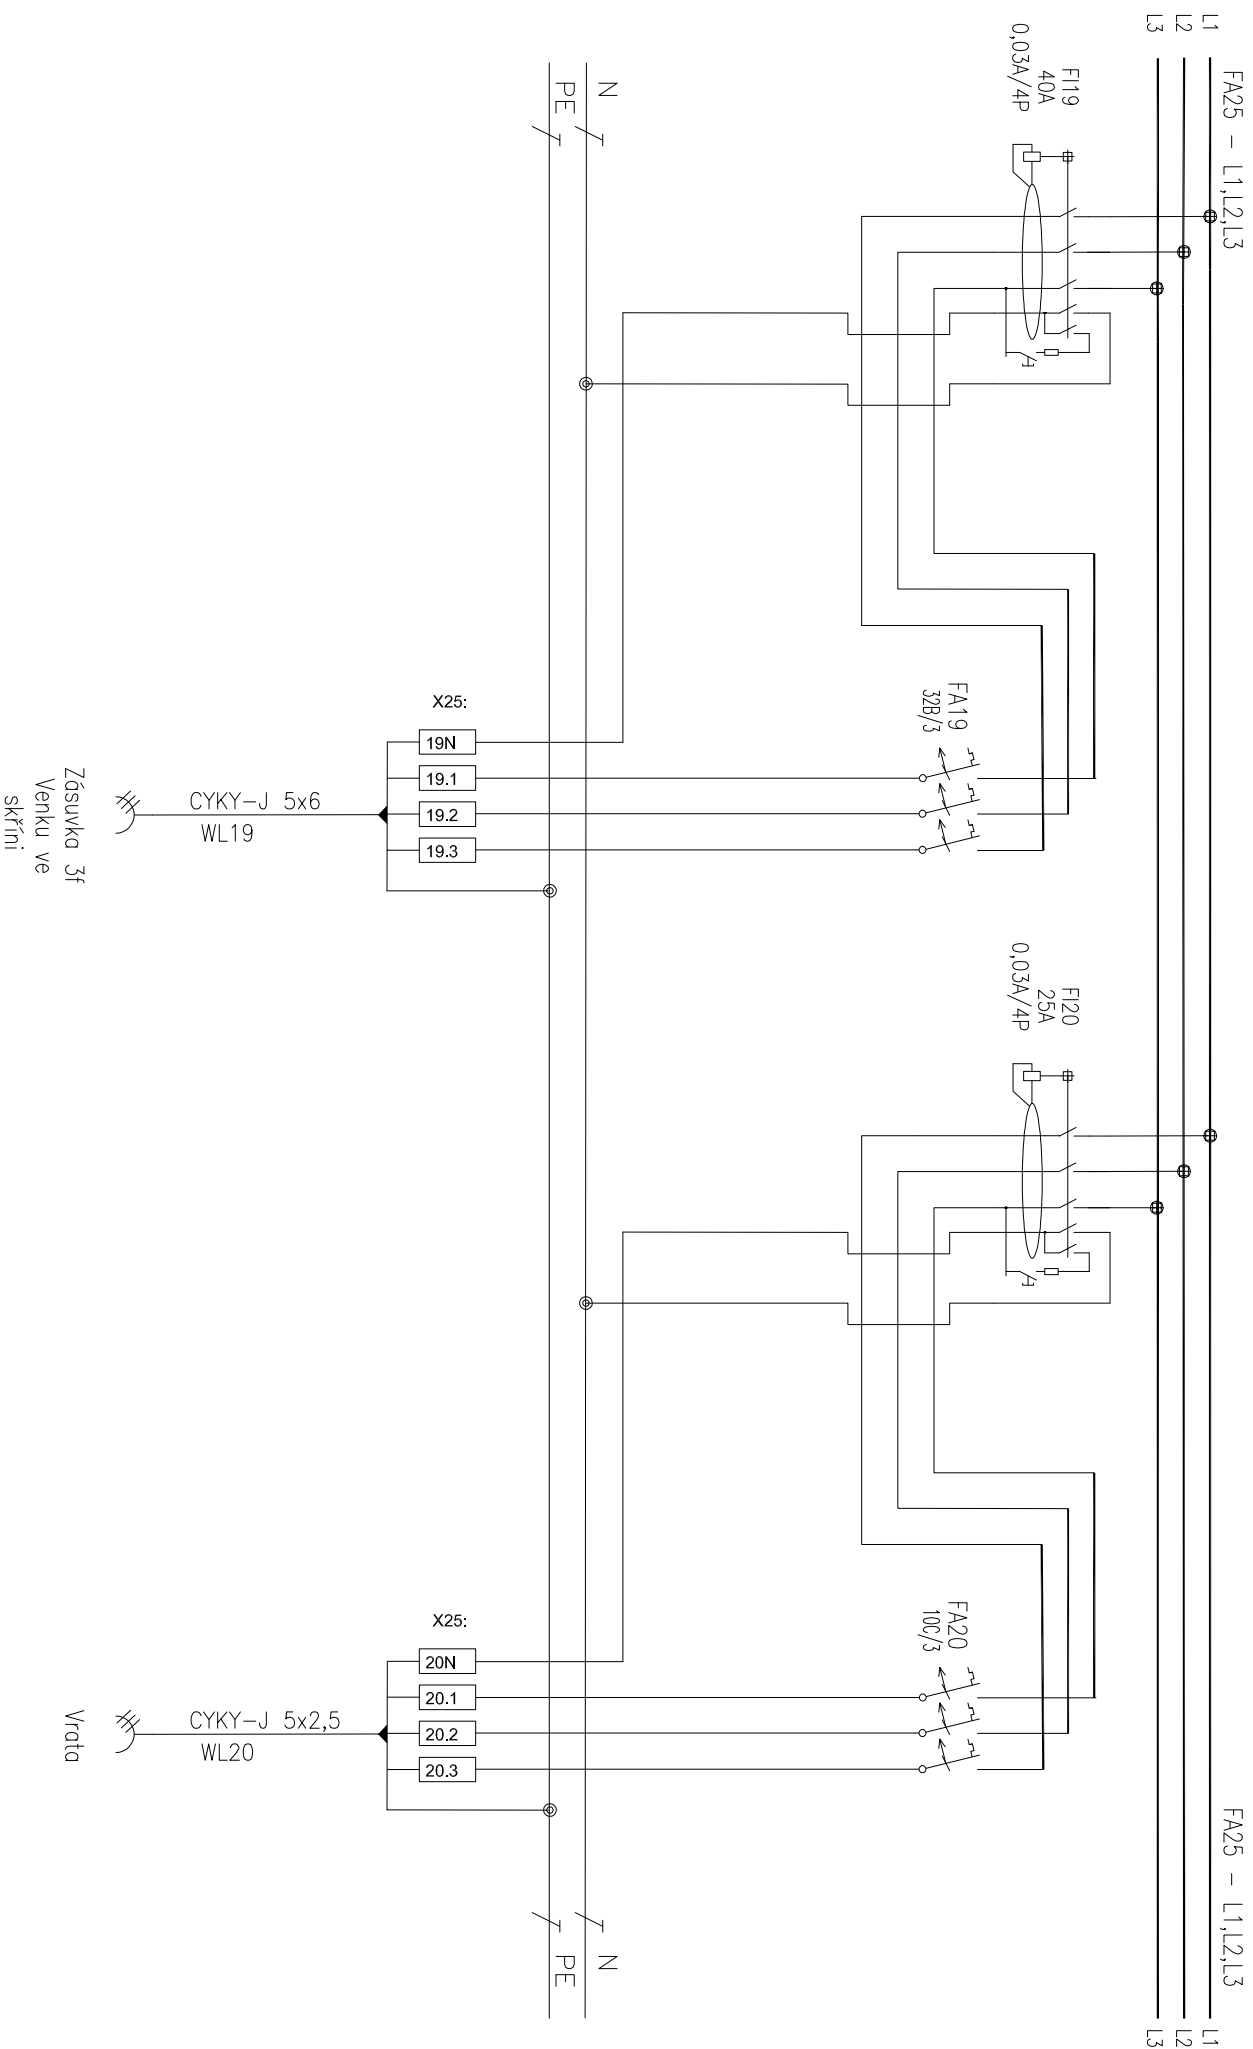 L1
L2
L3
FA25 - L1,L2,L3
FI19
40A
0,03A/4P
N
PE
FA19
32B/3
X25:
19N
19.1
19.2
19.3
CYKY-J 5x6
WL19
Zásuvka 3f
Venku ve
skříni
FI20
25A
0,03A/4P
FA20
10C/3
X25:
20N
20.1
20.2
20.3
CYKY-J 5x2,5
WL20
Vrata
FA25 - L1,L2,L3
L1
L2
L3
N
PE